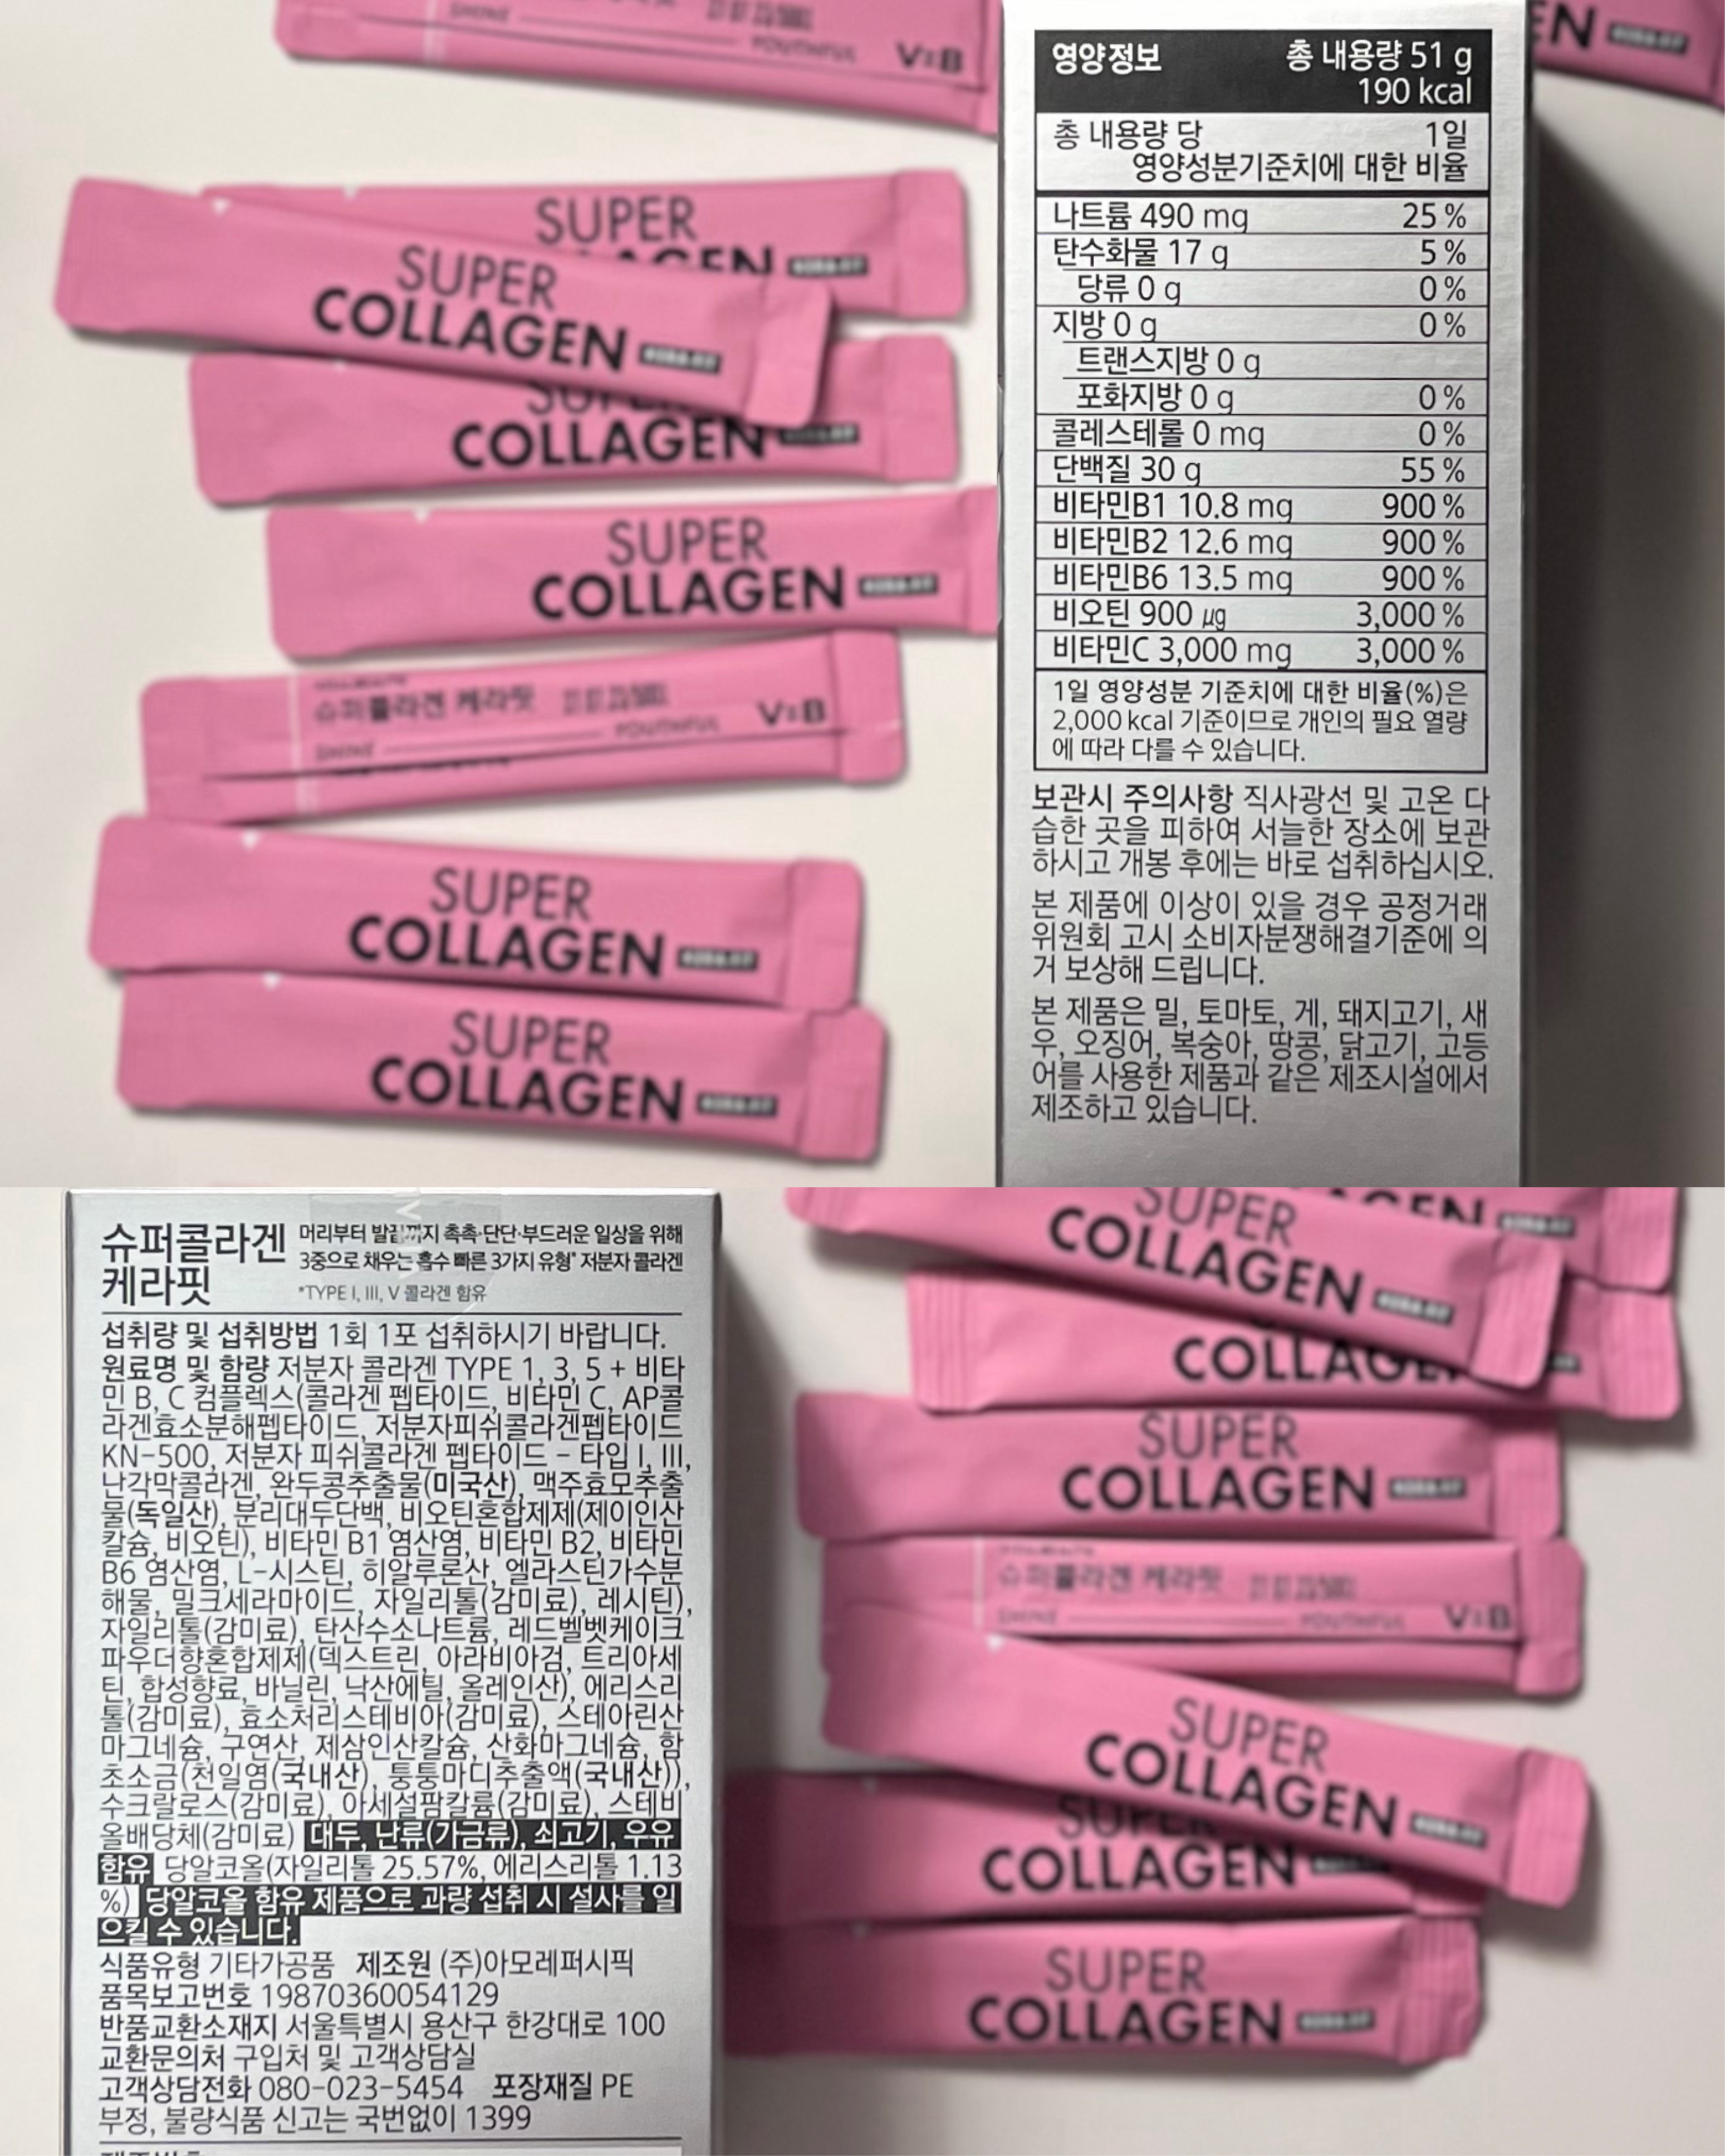 SHINE
YOUTHFUL V=B
SUPER
SUPER
COLLAGEN
COLLAGEN
SUPER
COLLAGEN
슈퍼콜라겐 케라핏
SHINE YOUTHFUL V=B
SUPER
COLLAGEN
SUPER
COLLAGEN
영양정보 총 내용량 51 g
190 kcal
총 내용량 당 1일
영양성분기준치에 대한 비율
나트륨 490 mg 25 %
탄수화물 17 g 5 %
당류 0 g 0 %
지방 0 g 0 %
트랜스지방 0 g
포화지방 0 g 0 %
콜레스테롤 0 mg 0 %
단백질 30 g 55 %
비타민B1 10.8 mg 900 %
비타민B2 12.6 mg 900 %
비타민B6 13.5 mg 900 %
비오틴 900 μg 3,000 %
비타민C 3,000 mg 3,000 %
1일 영양성분 기준치에 대한 비율(%)은
2,000 kcal 기준이므로 개인의 필요 열량
에 따라 다를 수 있습니다.
보관시 주의사항 직사광선 및 고온 다
습한 곳을 피하여 서늘한 장소에 보관
하시고 개봉 후에는 바로 섭취하십시오.
본 제품에 이상이 있을 경우 공정거래
위원회 고시 소비자분쟁해결기준에 의
거 보상해 드립니다.
본 제품은 밀, 토마토, 게, 돼지고기, 새
우, 오징어, 복숭아, 땅콩, 닭고기, 고등
어를 사용한 제품과 같은 제조시설에서
제조하고 있습니다.
슈퍼콜라겐
케라핏
머리부터 발끝까지 촉촉·단단·부드러운 일상을 위해
3중으로 채우는 흡수 빠른 3가지 유형* 저분자 콜라겐
*TYPE I, III, V 콜라겐 함유
섭취량 및 섭취방법 1회 1포 섭취하시기 바랍니다.
원료명 및 함량 저분자 콜라겐 TYPE 1, 3, 5 + 비타
민 B, C 컴플렉스(콜라겐 펩타이드, 비타민 C, AP콜
라겐효소분해펩타이드, 저분자피쉬콜라겐펩타이드
KN-500, 저분자 피쉬콜라겐 펩타이드 - 타입 I, III,
난각막콜라겐, 완두콩추출물(미국산), 맥주효모추출
물(독일산), 분리대두단백, 비오틴혼합제제(제이인산
칼슘, 비오틴), 비타민 B1 염산염, 비타민 B2, 비타민
B6 염산염, L-시스틴, 히알루론산, 엘라스틴가수분
해물, 밀크세라마이드, 자일리톨(감미료), 레시틴),
자일리톨(감미료), 탄산수소나트륨, 레드벨벳케이크
파우더향혼합제제(덱스트린, 아라비아검, 트리아세
틴, 합성향료, 바닐린, 낙산에틸, 올레인산), 에리스리
톨(감미료), 효소처리스테비아(감미료), 스테아린산
마그네슘, 구연산, 제삼인산칼슘, 산화마그네슘, 함
초소금(천일염(국내산), 퉁퉁마디추출액(국내산)),
수크랄로스(감미료), 아세설팜칼륨(감미료), 스테비
올배당체(감미료) 대두, 난류(가금류), 쇠고기, 우유
함유 당알코올(자일리톨 25.57%, 에리스리톨 1.13
%) 당알코올 함유 제품으로 과량 섭취 시 설사를 일
으킬 수 있습니다.
식품유형 기타가공품 제조원 (주)아모레퍼시픽
품목보고번호 19870360054129
반품교환소재지 서울특별시 용산구 한강대로 100
교환문의처 구입처 및 고객상담실
고객상담전화 080-023-5454 포장재질 PE
부정, 불량식품 신고는 국번없이 1399
SUPER
COLLAGEN
SUPER
COLLAGEN
슈퍼콜라겐 케라핏
SHINE YOUTHFUL V=B
SUPER
COLLAGEN
SUPER
COLLAGEN
SUPER
COLLAGEN